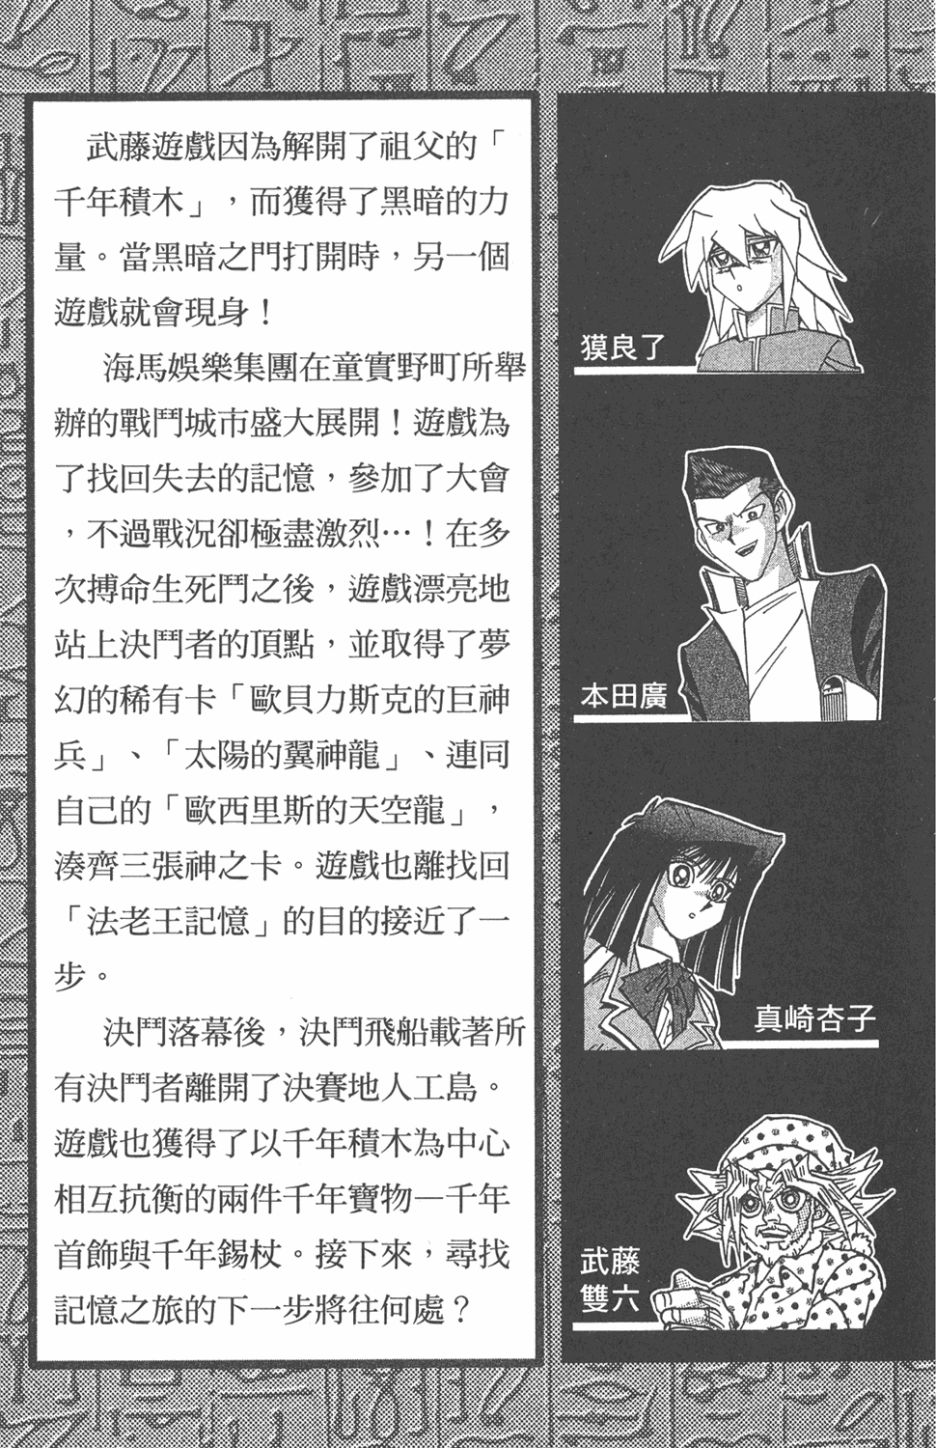 武藤遊戲因為解開了祖父的「
千年積木」，而獲得了黑暗的力
量。當黑暗之門打開時，另一個
遊戲就會現身！
海馬娛樂集團在童實野町所舉
辦的戰鬥城市盛大展開！遊戲為
了找回失去的記憶，參加了大會
，不過戰況卻極盡激烈…！在多
次搏命生死鬥之後，遊戲漂亮地
站上決鬥者的頂點，並取得了夢
幻的稀有卡「歐貝力斯克的巨神
兵」、「太陽的翼神龍」、連同
自己的「歐西里斯的天空龍」，
湊齊三張神之卡。遊戲也離找回
「法老王記憶」的目的接近了一
步。
決鬥落幕後，決鬥飛船載著所
有決鬥者離開了決賽地人工島。
遊戲也獲得了以千年積木為中心
相互抗衡的兩件千年寶物—千年
首飾與千年錫杖。接下來，尋找
記憶之旅的下一步將往何處？
獏良了
本田廣
真崎杏子
武藤
雙六